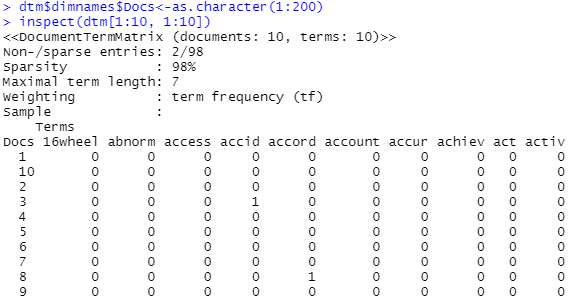 > dtm$dimnames$Docs<-as.character(1:200)
> inspect(dtm[1:10, 1:10])
<<DocumentTermMatrix (documents: 10, terms: 10)>>
Non-/sparse entries: 2/98
Sparsity           : 98%
Maximal term length: 7
Weighting          : term frequency (tf)
Sample             :
    Terms
Docs 16wheel abnorm access accid accord account accur achiev act activ
  1        0      0      0     0      0       0     0      0   0     0
  10       0      0      0     0      0       0     0      0   0     0
  2        0      0      0     0      0       0     0      0   0     0
  3        0      0      0     1      0       0     0      0   0     0
  4        0      0      0     0      0       0     0      0   0     0
  5        0      0      0     0      0       0     0      0   0     0
  6        0      0      0     0      0       0     0      0   0     0
  7        0      0      0     0      0       0     0      0   0     0
  8        0      0      0     0      1       0     0      0   0     0
  9        0      0      0     0      0       0     0      0   0     0